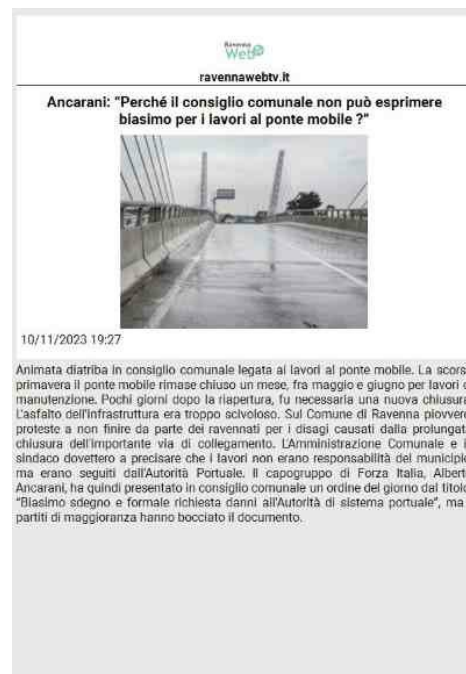 Ravenna
Web
ravennawebtv.it
Ancarani: “Perché il consiglio comunale non può esprimere
biasimo per i lavori al ponte mobile ?”
10/11/2023 19:27
Animata diatriba in consiglio comunale legata ai lavori al ponte mobile. La scors
primavera il ponte mobile rimase chiuso un mese, fra maggio e giugno per lavori d
manutenzione. Pochi giorni dopo la riapertura, fu necessaria una nuova chiusura
L'asfalto dell'infrastruttura era troppo scivoloso. Sul Comune di Ravenna piovver
proteste a non finire da parte dei ravennati per i disagi causati dalla prolungat
chiusura dell'importante via di collegamento. L'Amministrazione Comunale e i
sindaco dovettero a precisare che i lavori non erano responsabilità del municipi
ma erano seguiti dall'Autorità Portuale. Il capogruppo di Forza Italia, Albert
Ancarani, ha quindi presentato in consiglio comunale un ordine del giorno dal titol
“Biasimo sdegno e formale richiesta danni all'Autorità di sistema portuale”, ma
partiti di maggioranza hanno bocciato il documento.